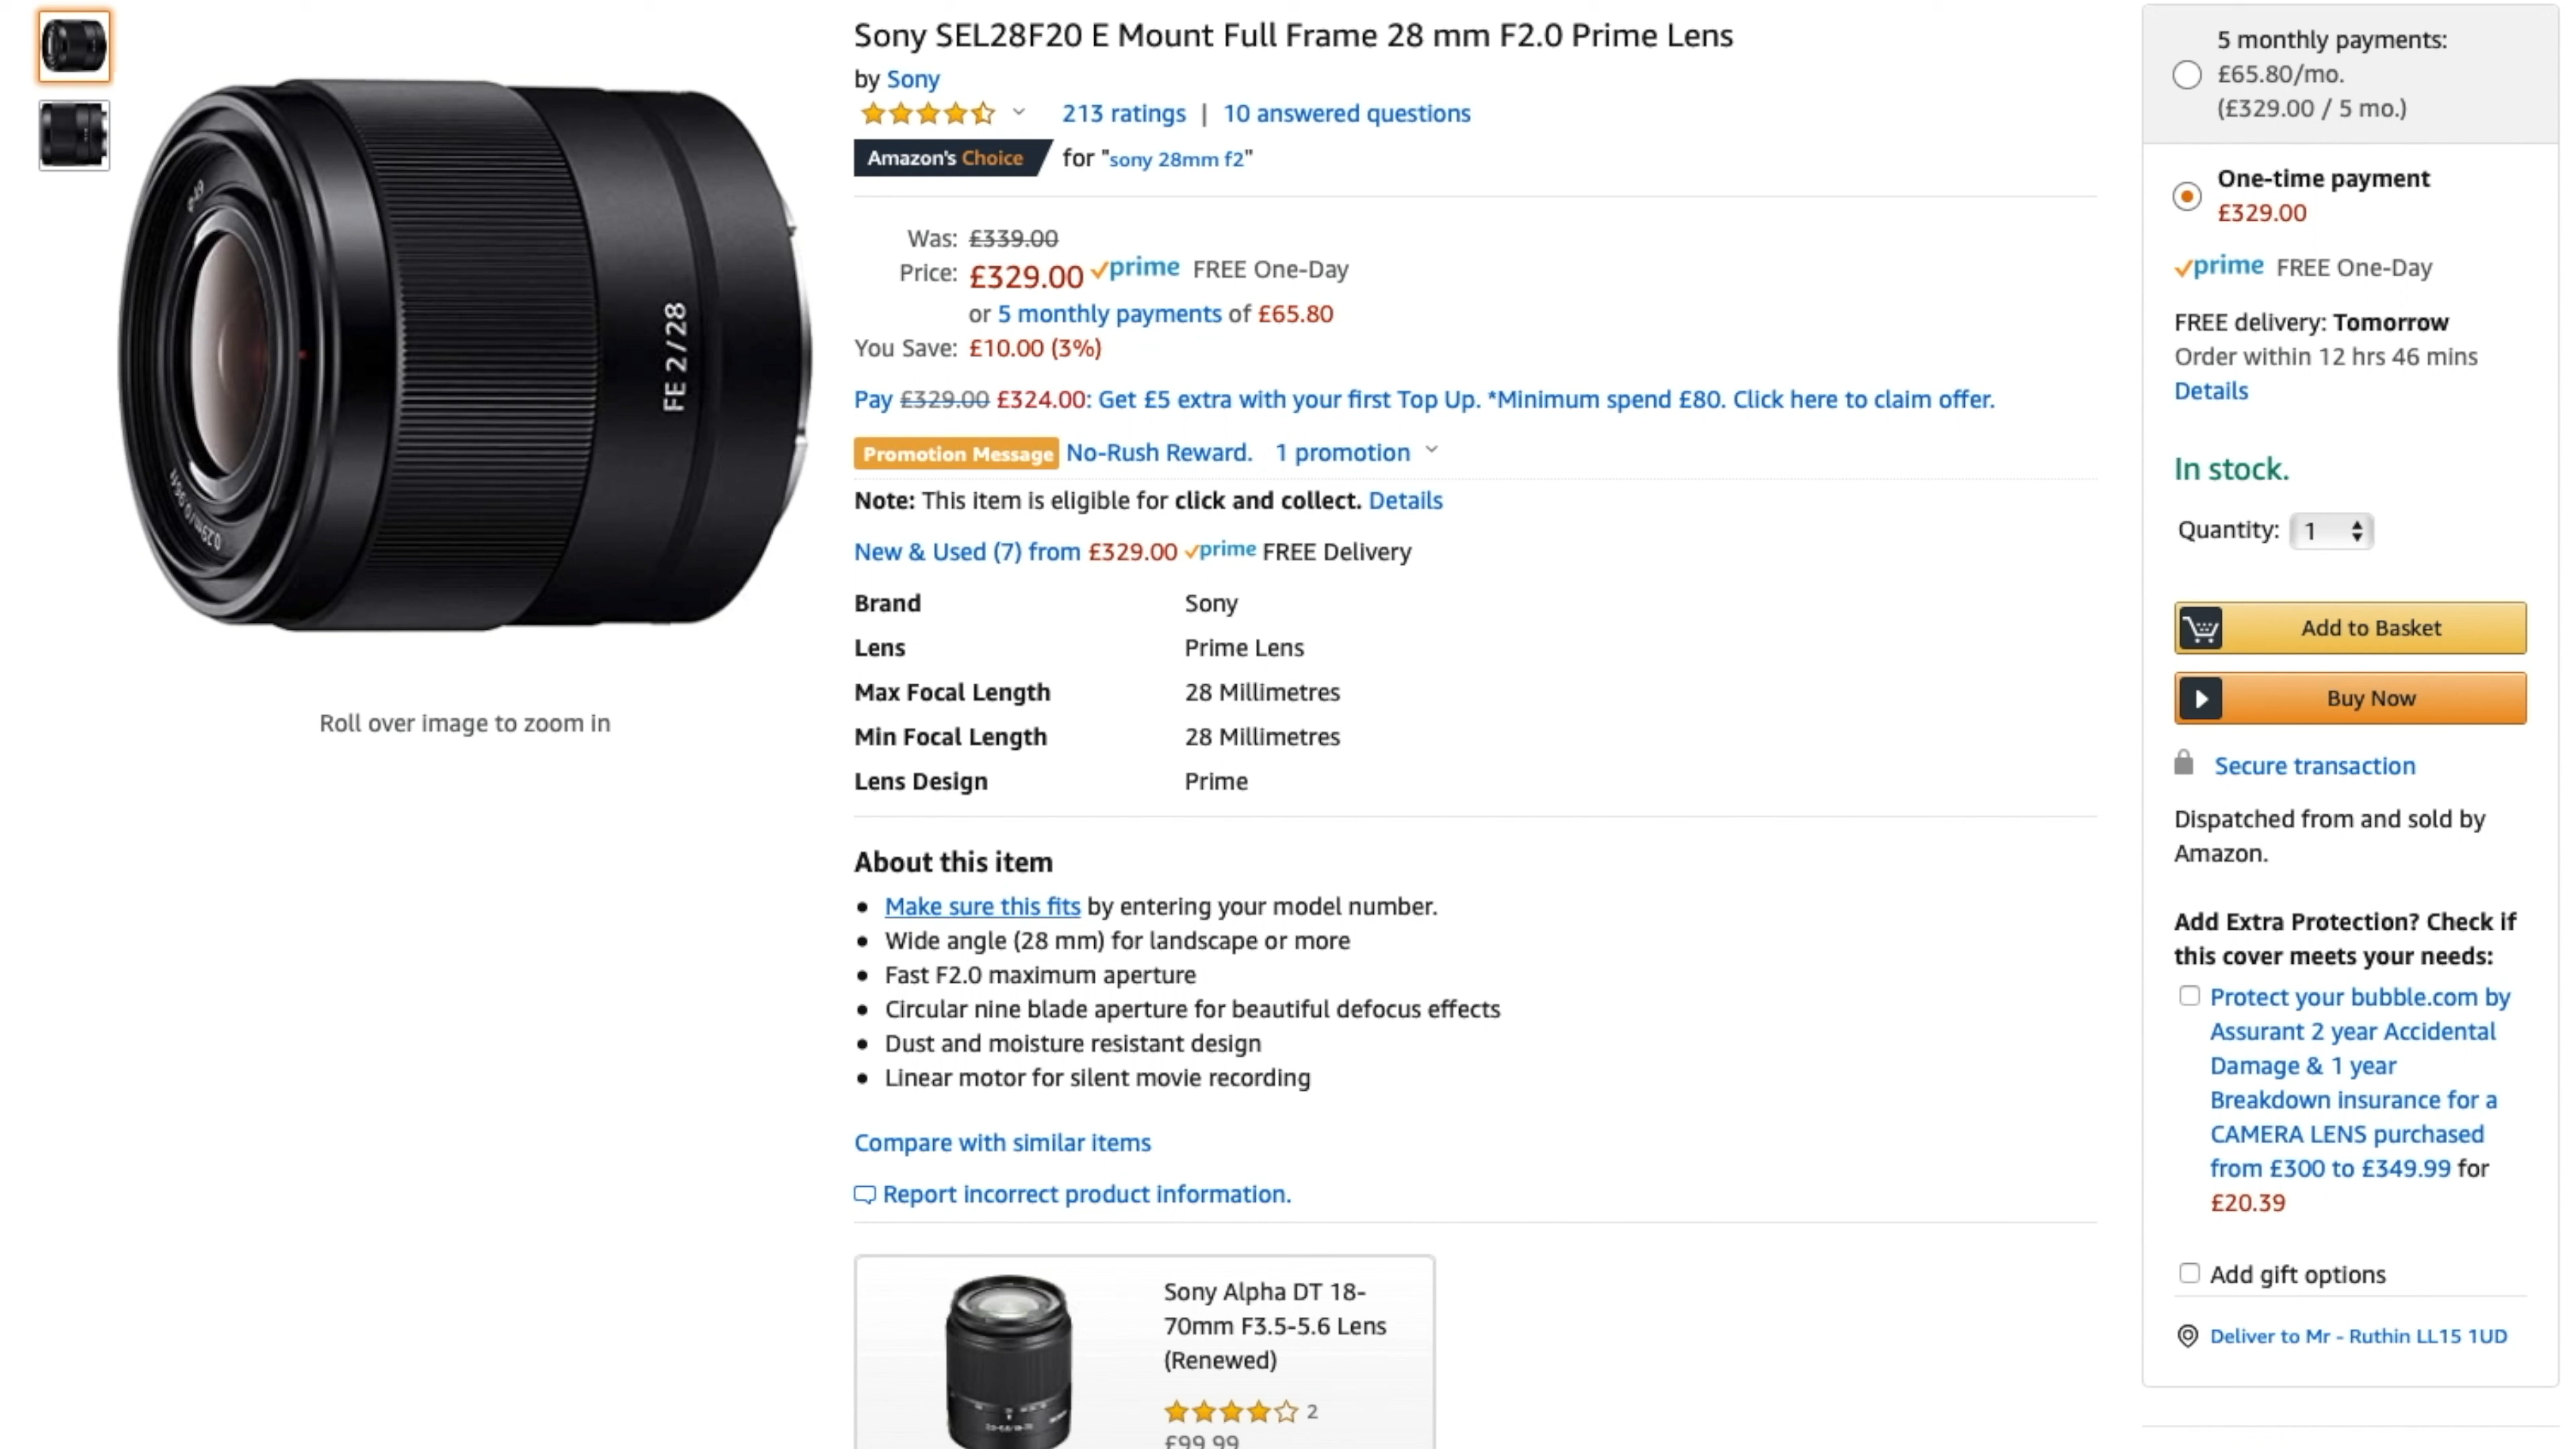 Sony SEL28F20 E Mount Full Frame 28 mm F2.0 Prime Lens
by Sony
213 ratings | 10 answered questions
Amazon's Choice for "sony 28mm f2"
Was: £339.00
Price: £329.00 prime FREE One-Day
or 5 monthly payments of £65.80
You Save: £10.00 (3%)
Pay £329.00 £324.00: Get £5 extra with your first Top Up. *Minimum spend £80. Click here to claim offer.
Promotion Message No-Rush Reward. 1 promotion
Note: This item is eligible for click and collect. Details
New & Used (7) from £329.00 prime FREE Delivery
Brand Sony
Lens Prime Lens
Max Focal Length 28 Millimetres
Min Focal Length 28 Millimetres
Lens Design Prime
About this item
• Make sure this fits by entering your model number.
• Wide angle (28 mm) for landscape or more
• Fast F2.0 maximum aperture
• Circular nine blade aperture for beautiful defocus effects
• Dust and moisture resistant design
• Linear motor for silent movie recording
Compare with similar items
Report incorrect product information.
Sony Alpha DT 18-
70mm F3.5-5.6 Lens
(Renewed)
2
£99.99
FE 2/28
ø49
Roll over image to zoom in
5 monthly payments:
£65.80/mo.
(£329.00 / 5 mo.)
One-time payment
£329.00
prime FREE One-Day
FREE delivery: Tomorrow
Order within 12 hrs 46 mins
Details
In stock.
Quantity: 1
Add to Basket
Buy Now
Secure transaction
Dispatched from and sold by
Amazon.
Add Extra Protection? Check if
this cover meets your needs:
Protect your bubble.com by
Assurant 2 year Accidental
Damage & 1 year
Breakdown insurance for a
CAMERA LENS purchased
from £300 to £349.99 for
£20.39
Add gift options
Deliver to Mr - Ruthin LL15 1UD